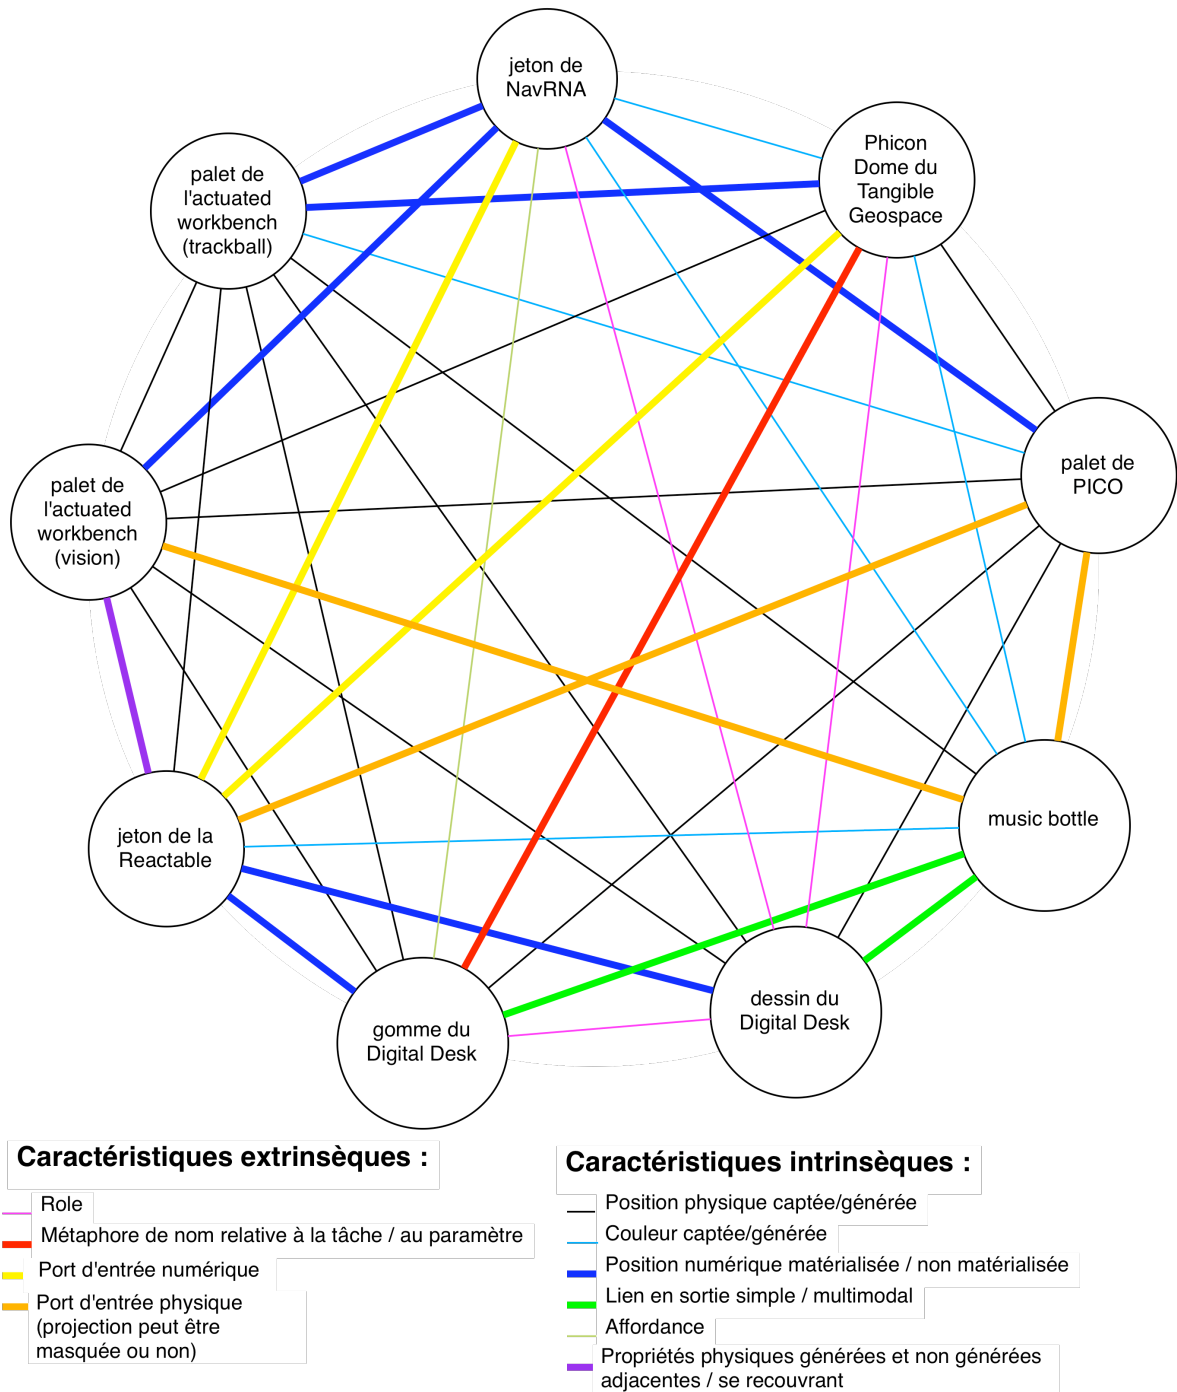 jeton de
NavRNA
Phicon
Dome du
Tangible
Geospace
palet de
l'actuated
workbench
(trackball)
palet de
PICO
palet de
l'actuated
workbench
(vision)
music bottle
jeton de la
Reactable
dessin du
Digital Desk
gomme du
Digital Desk
Caractéristiques extrinsèques :
Role
Métaphore de nom relative à la tâche / au paramètre
Port d'entrée numérique
Port d'entrée physique
(projection peut être
masquée ou non)
Caractéristiques intrinsèques :
Position physique captée/générée
Couleur captée/générée
Position numérique matérialisée / non matérialisée
Lien en sortie simple / multimodal
Affordance
Propriétés physiques générées et non générées
adjacentes / se recouvrant